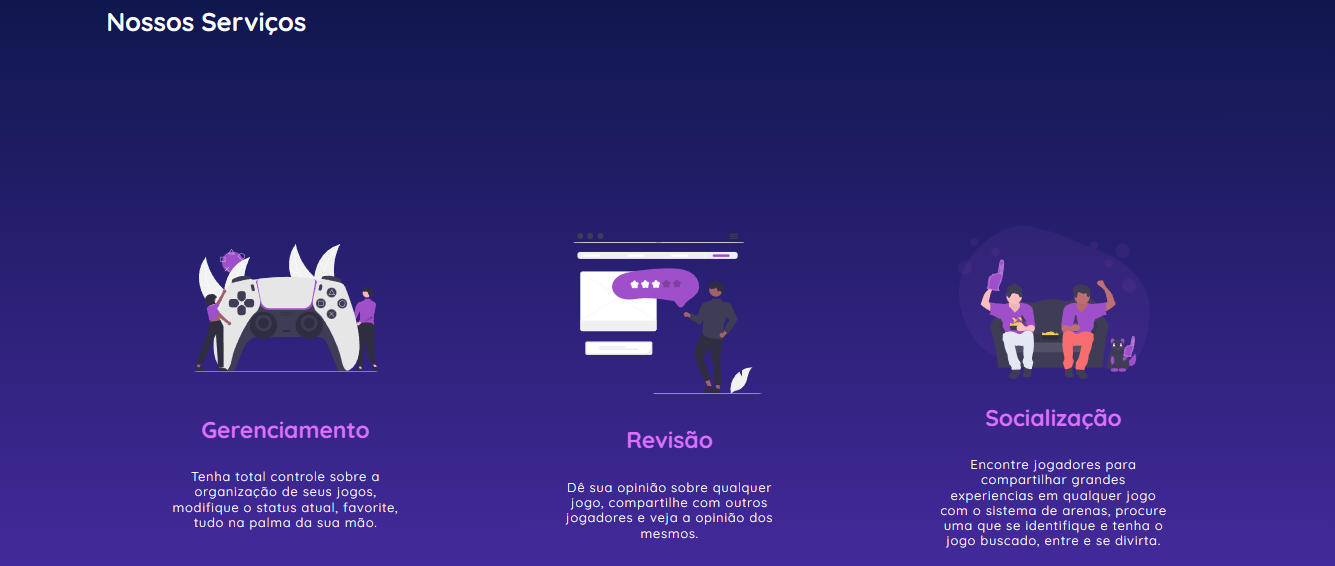 Nossos Serviços
Gerenciamento
Tenha total controle sobre a
organização de seus jogos,
modifique o status atual, favorite,
tudo na palma da sua mão.
Revisão
Dê sua opinião sobre qualquer
jogo, compartilhe com outros
jogadores e veja a opinião dos
mesmos.
Socialização
Encontre jogadores para
compartilhar grandes
experiencias em qualquer jogo
com o sistema de arenas, procure
uma que se identifique e tenha o
jogo buscado, entre e se divirta.